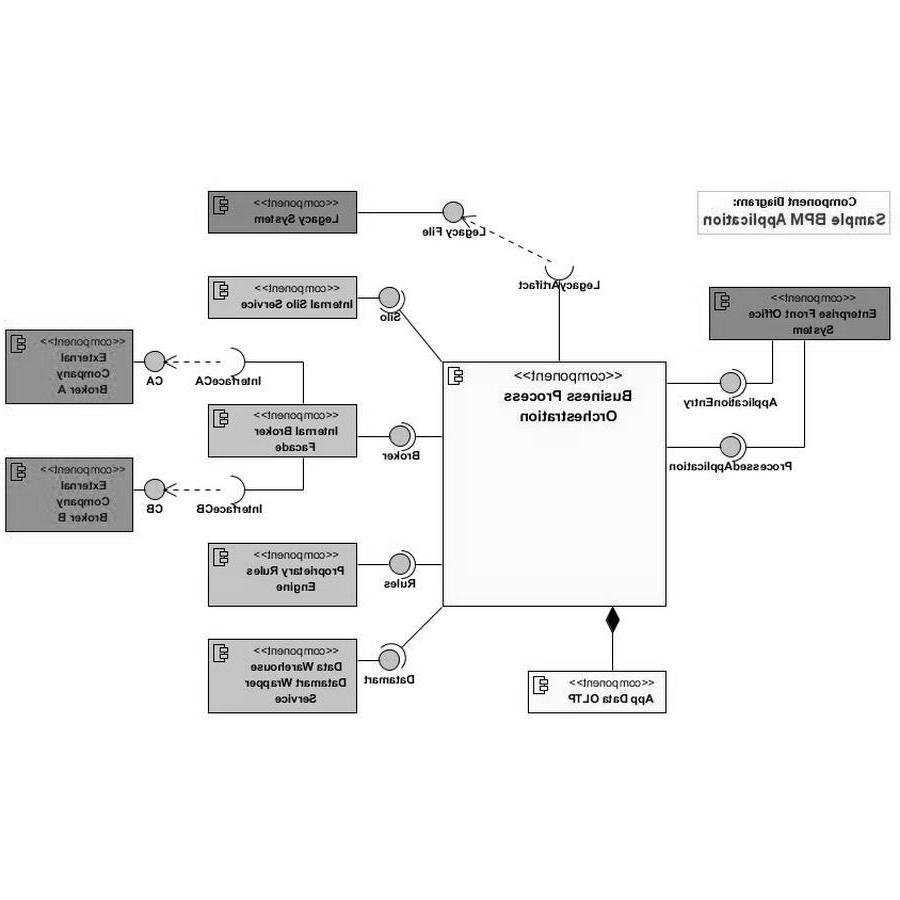 Component Diagram:
Sample BPM Application
<<component>>
Legacy System
Legacy File
LegacyArtifact
<<component>>
Internal Silo Service
Silo
<<component>>
Enterprise Front Office
System
ApplicationEntry
ProcessedApplication
<<component>>
Business Process
Orchestration
<<component>>
External
Company
Broker A
CA
InterfaceCA
<<component>>
Internal Broker
Facade
Broker
<<component>>
External
Company
Broker B
CB
InterfaceCB
<<component>>
Proprietary Rules
Engine
Rules
<<component>>
Data Warehouse
Datamart Wrapper
Service
Datamart
<<component>>
App Data OLTP